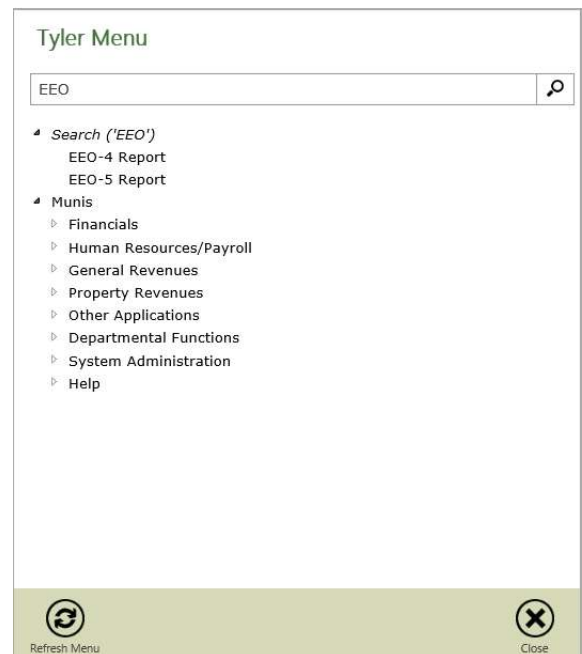 Tyler Menu
EEO
Search ('EEO')
EEO-4 Report
EEO-5 Report
Munis
Financials
Human Resources/Payroll
General Revenues
Property Revenues
Other Applications
Departmental Functions
System Administration
Help
Refresh Menu
Close